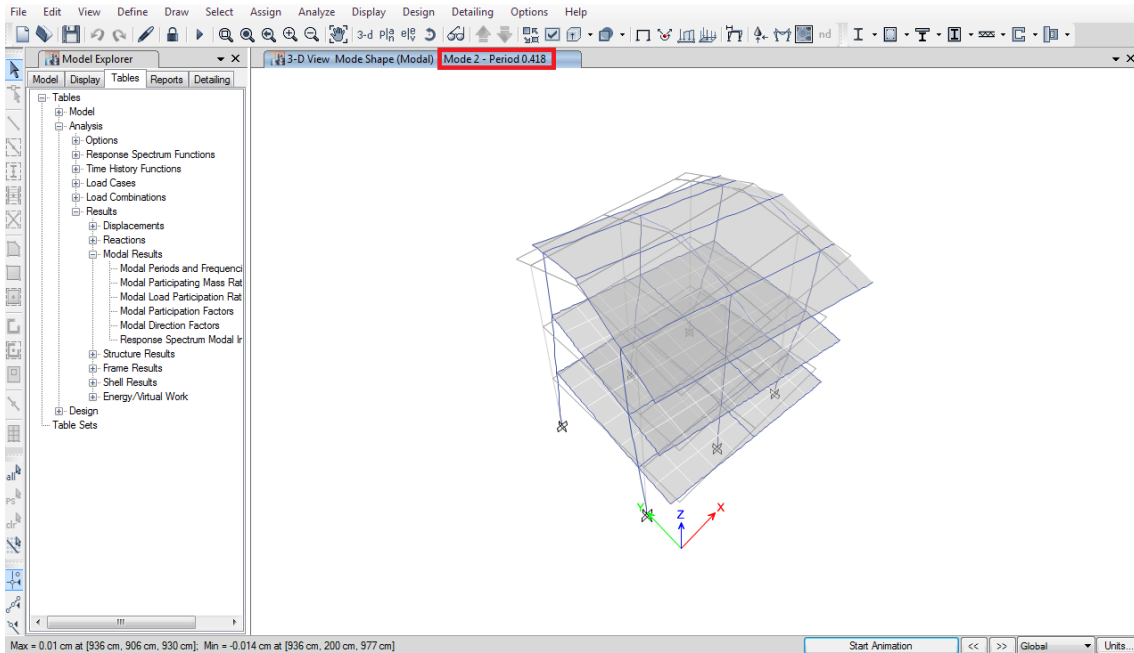 File Edit View Define Draw Select Assign Analyze Display Design Detailing Options Help
3-d
nd
Model Explorer
3-D View Mode Shape (Modal) Mode 2 - Period 0.418
Model Display Tables Reports Detailing
Tables
Model
Analysis
Options
Response Spectrum Functions
Time History Functions
Load Cases
Load Combinations
Results
Displacements
Reactions
Modal Results
Modal Periods and Frequenci
Modal Participating Mass Rat
Modal Load Participation Rat
Modal Participation Factors
Modal Direction Factors
Response Spectrum Modal Ir
Structure Results
Frame Results
Shell Results
Energy/Virtual Work
Design
Table Sets
all
ps
clr
Y Z X
Max = 0.01 cm at [936 cm, 906 cm, 930 cm]; Min = -0.014 cm at [936 cm, 200 cm, 977 cm] Start Animation << >> Global Units...